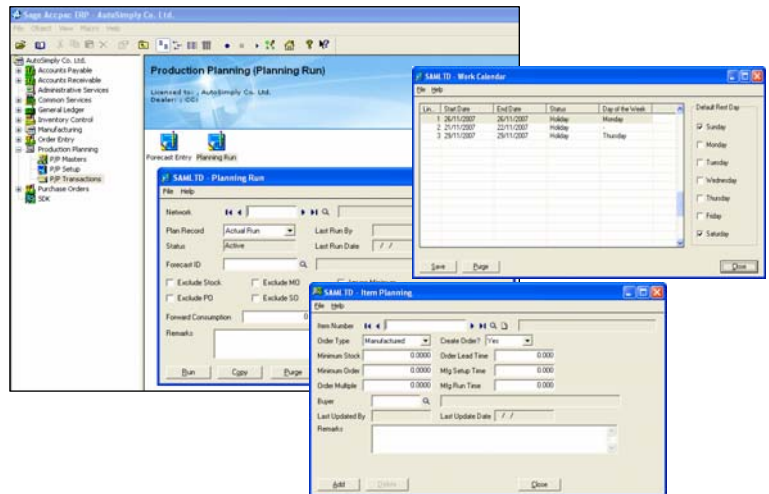 Sage Accpac ERP - AutoSimply Co. Ltd.
File Object View Macro Help
AutoSimply Co. Ltd.
Accounts Payable
Accounts Receivable
Administrative Services
Common Services
General Ledger
Inventory Control
Manufacturing
Order Entry
Production Planning
P/P Masters
P/P Setup
P/P Transactions
Purchase Orders
SDK
Production Planning (Planning Run)
Licensed to: , AutoSimply Co. Ltd.
Dealer: : CCi
Forecast Entry Planning Run
SAMLTD - Planning Run
File Help
Network
Plan Record Actual Run Last Run By
Status Active Last Run Date / /
Forecast ID
Exclude Stock Exclude MO
Exclude PO Exclude SO
Forward Consumption 0
Remarks
Run Copy Purge
SAMLTD - Work Calendar
File Help
Lin... Start Date End Date Status Day of the Week
1 26/11/2007 26/11/2007 Holiday Monday
2 21/11/2007 22/11/2007 Holiday -
3 29/11/2007 29/11/2007 Holiday Thursday
Default Rest Day
Sunday
Monday
Tuesday
Wednesday
Thursday
Friday
Saturday
Save Purge Close
SAMLTD - Item Planning
File Help
Item Number
Order Type Manufactured Create Order? Yes
Minimum Stock 0.0000 Order Lead Time 0.000
Minimum Order 0.0000 Mfg Setup Time 0.000
Order Multiple 0.0000 Mfg Run Time 0.000
Buyer
Last Updated By Last Update Date / /
Remarks
Add Delete Close